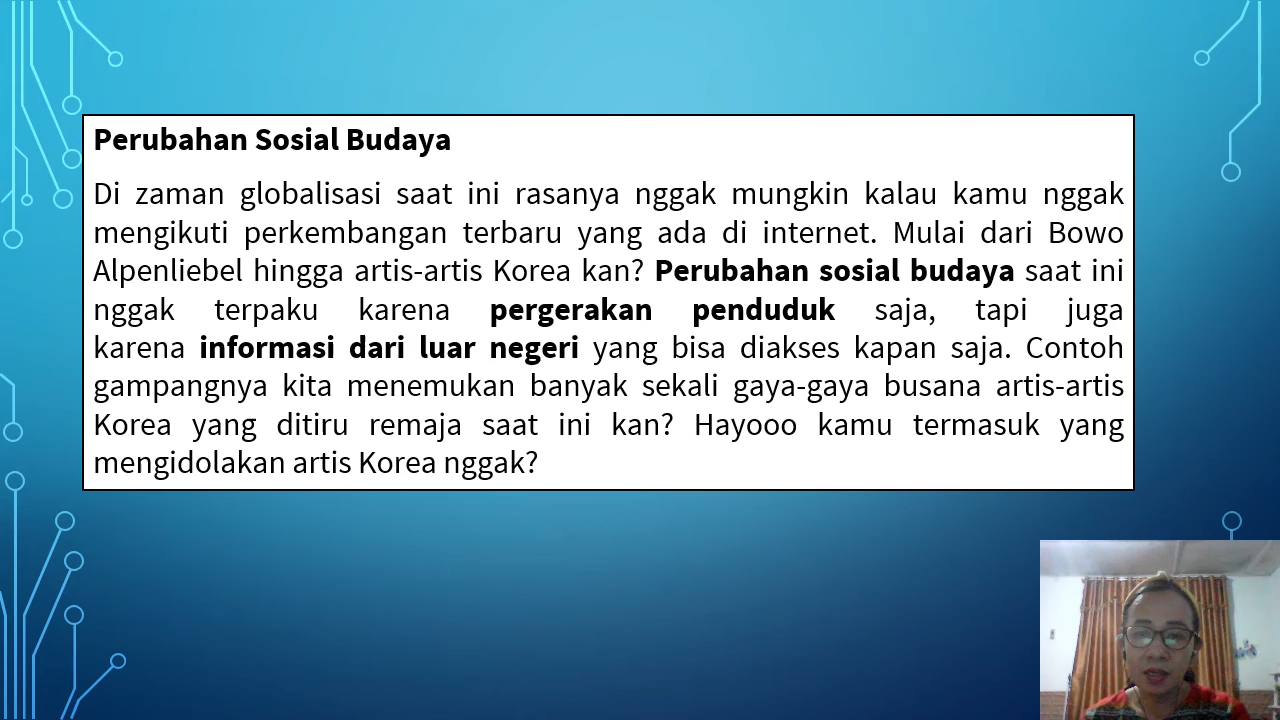 Perubahan Sosial Budaya
Di zaman globalisasi saat ini rasanya nggak mungkin kalau kamu nggak
mengikuti perkembangan terbaru yang ada di internet. Mulai dari Bowo
Alpenliebel hingga artis-artis Korea kan? Perubahan sosial budaya saat ini
nggak terpaku karena pergerakan penduduk saja, tapi juga
karena informasi dari luar negeri yang bisa diakses kapan saja. Contoh
gampangnya kita menemukan banyak sekali gaya-gaya busana artis-artis
Korea yang ditiru remaja saat ini kan? Hayooo kamu termasuk yang
mengidolakan artis Korea nggak?